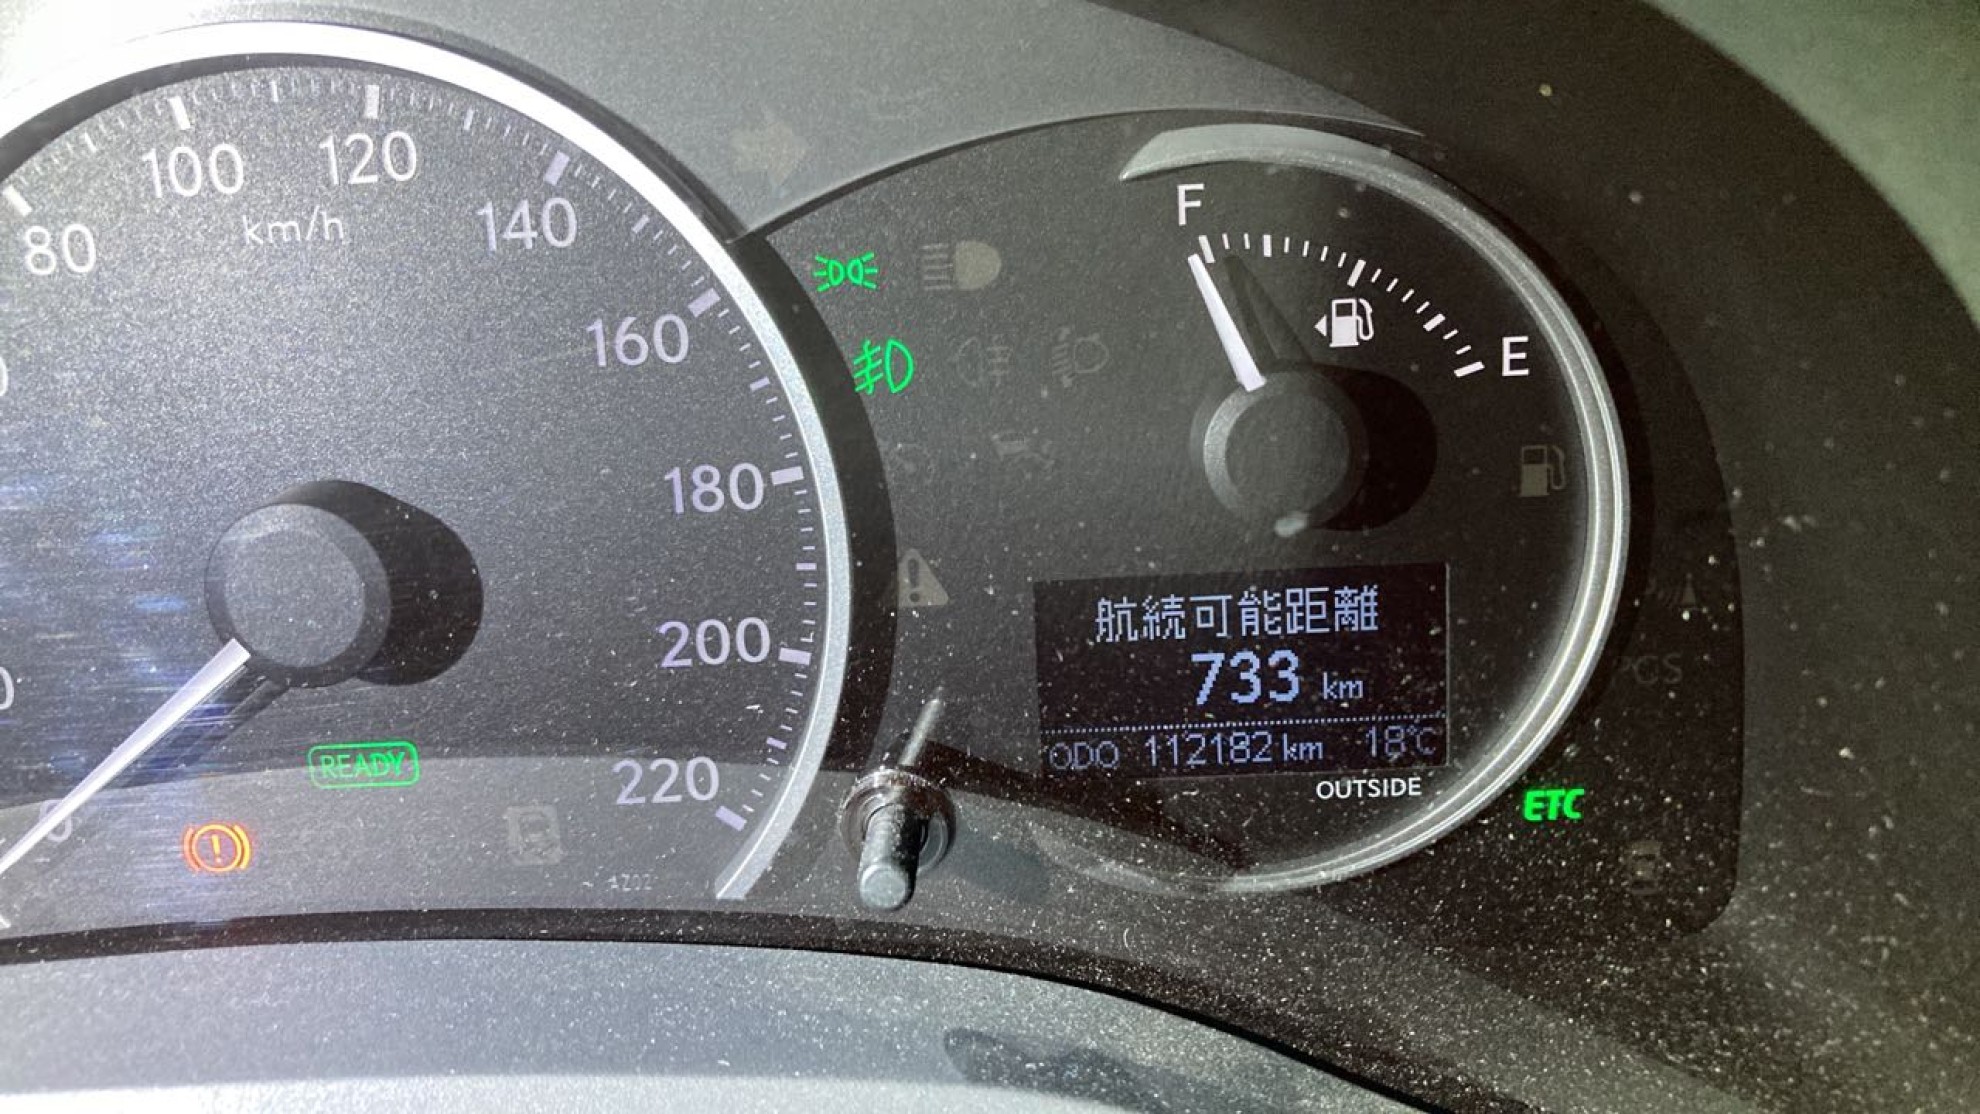 80
100
120
140
160
180
200
220
km/h
READY
F
E
航続可能距離
733 km
ODO 112182 km 18℃
OUTSIDE
ETC
PCS